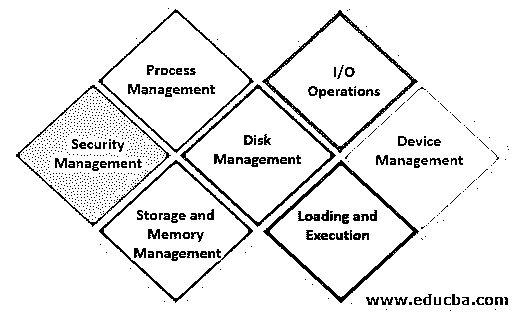 Process
Management
I/O
Operations
Security
Management
Disk
Management
Device
Management
Storage and
Memory
Management
Loading and
Execution
www.educba.com